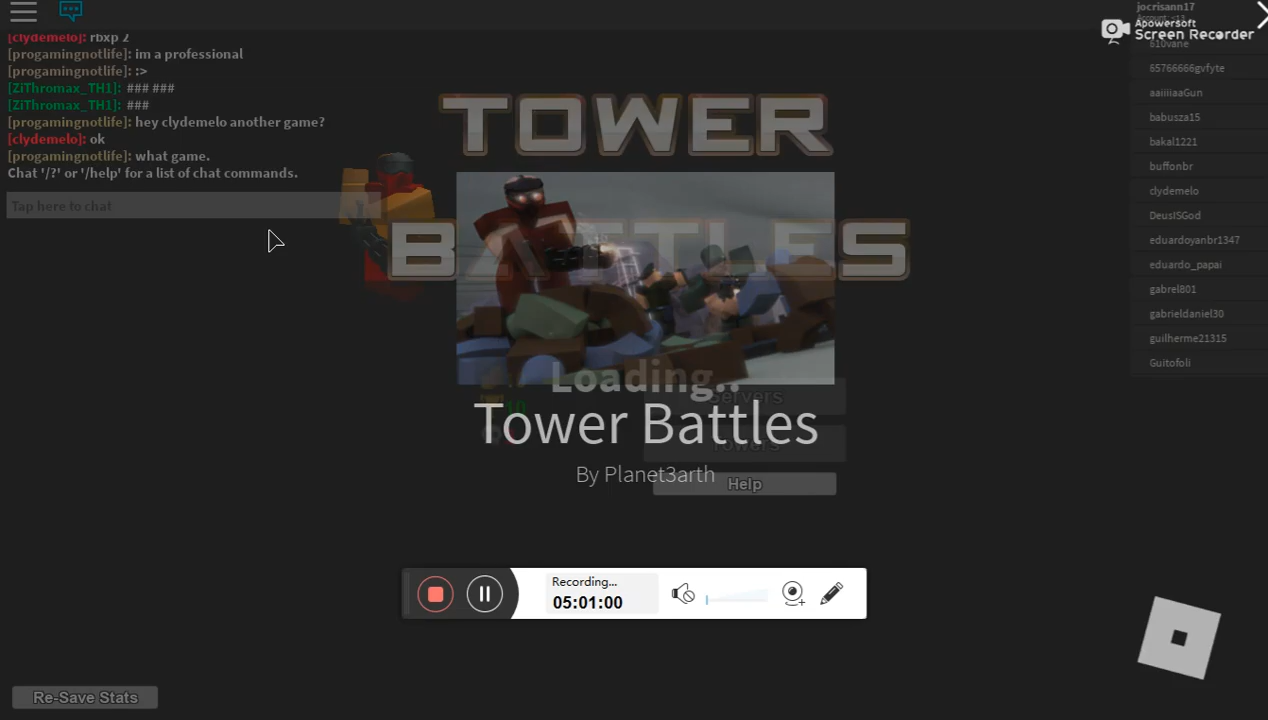 jocrisann17
Account: <13
Apowersoft
Screen Recorder
[clydemelo]: rbxp 2
[progamingnotlife]: im a professional
[progamingnotlife]: :>
[ZiThromax_TH1]: ### ###
[ZiThromax_TH1]: ###
[progamingnotlife]: hey clydemelo another game?
[clydemelo]: ok
[progamingnotlife]: what game.
Chat '/?' or '/help' for a list of chat commands.
Tap here to chat
TOWER
BATTLES
610vane
65766666gvfyte
aaiiiiaaGun
babusza15
bakal1221
buffonbr
clydemelo
DeusISGod
eduardoyanbr1347
eduardo_papai
gabrel801
gabrieldaniel30
guilherme21315
Guitofoli
Loading..
Servers
Tower Battles
Towers
By Planet3arth
Help
Recording...
05:01:00
Re-Save Stats